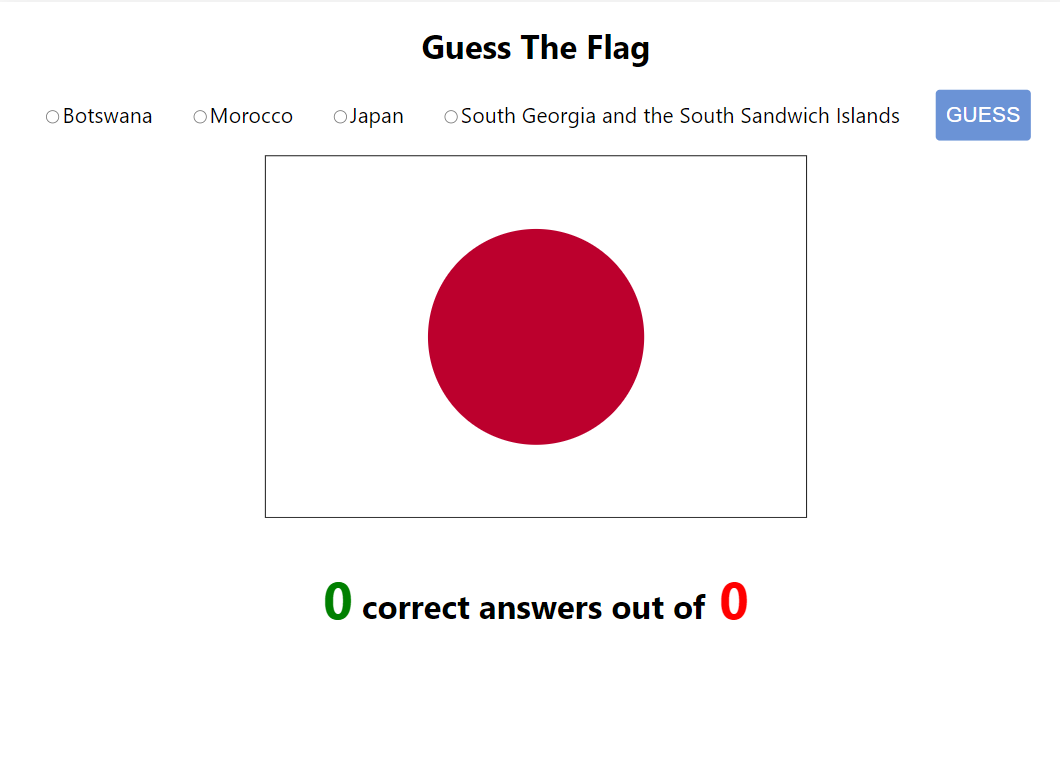 Guess The Flag
Botswana Morocco Japan South Georgia and the South Sandwich Islands GUESS
0 correct answers out of 0